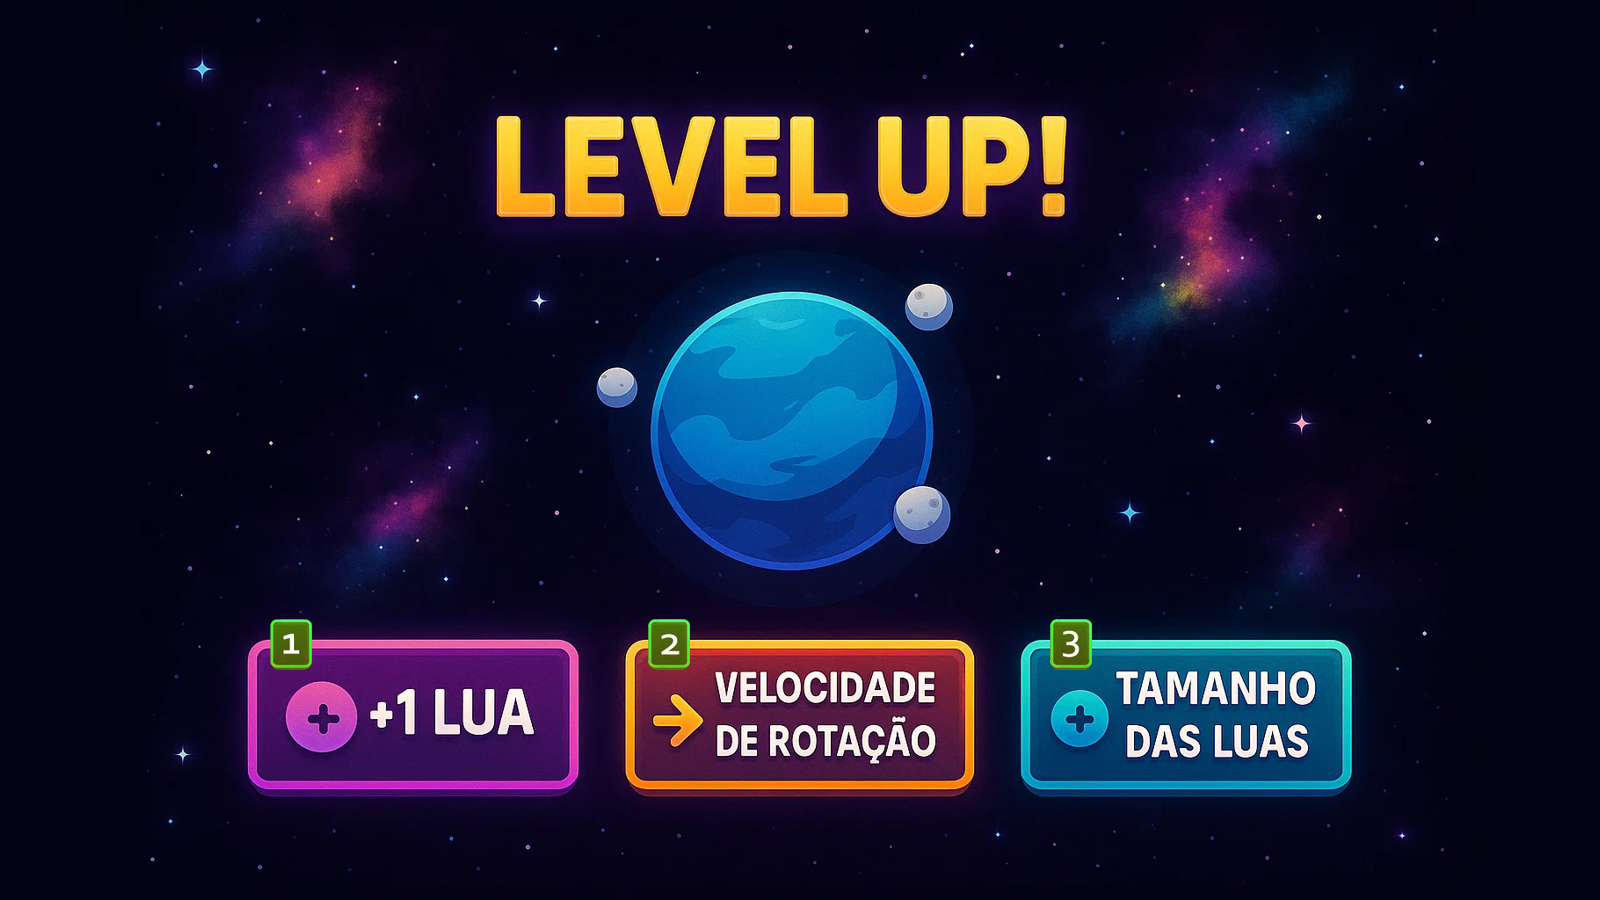 LEVEL UP!
1
+1 LUA
2
VELOCIDADE
DE ROTAÇÃO
3
TAMANHO
DAS LUAS